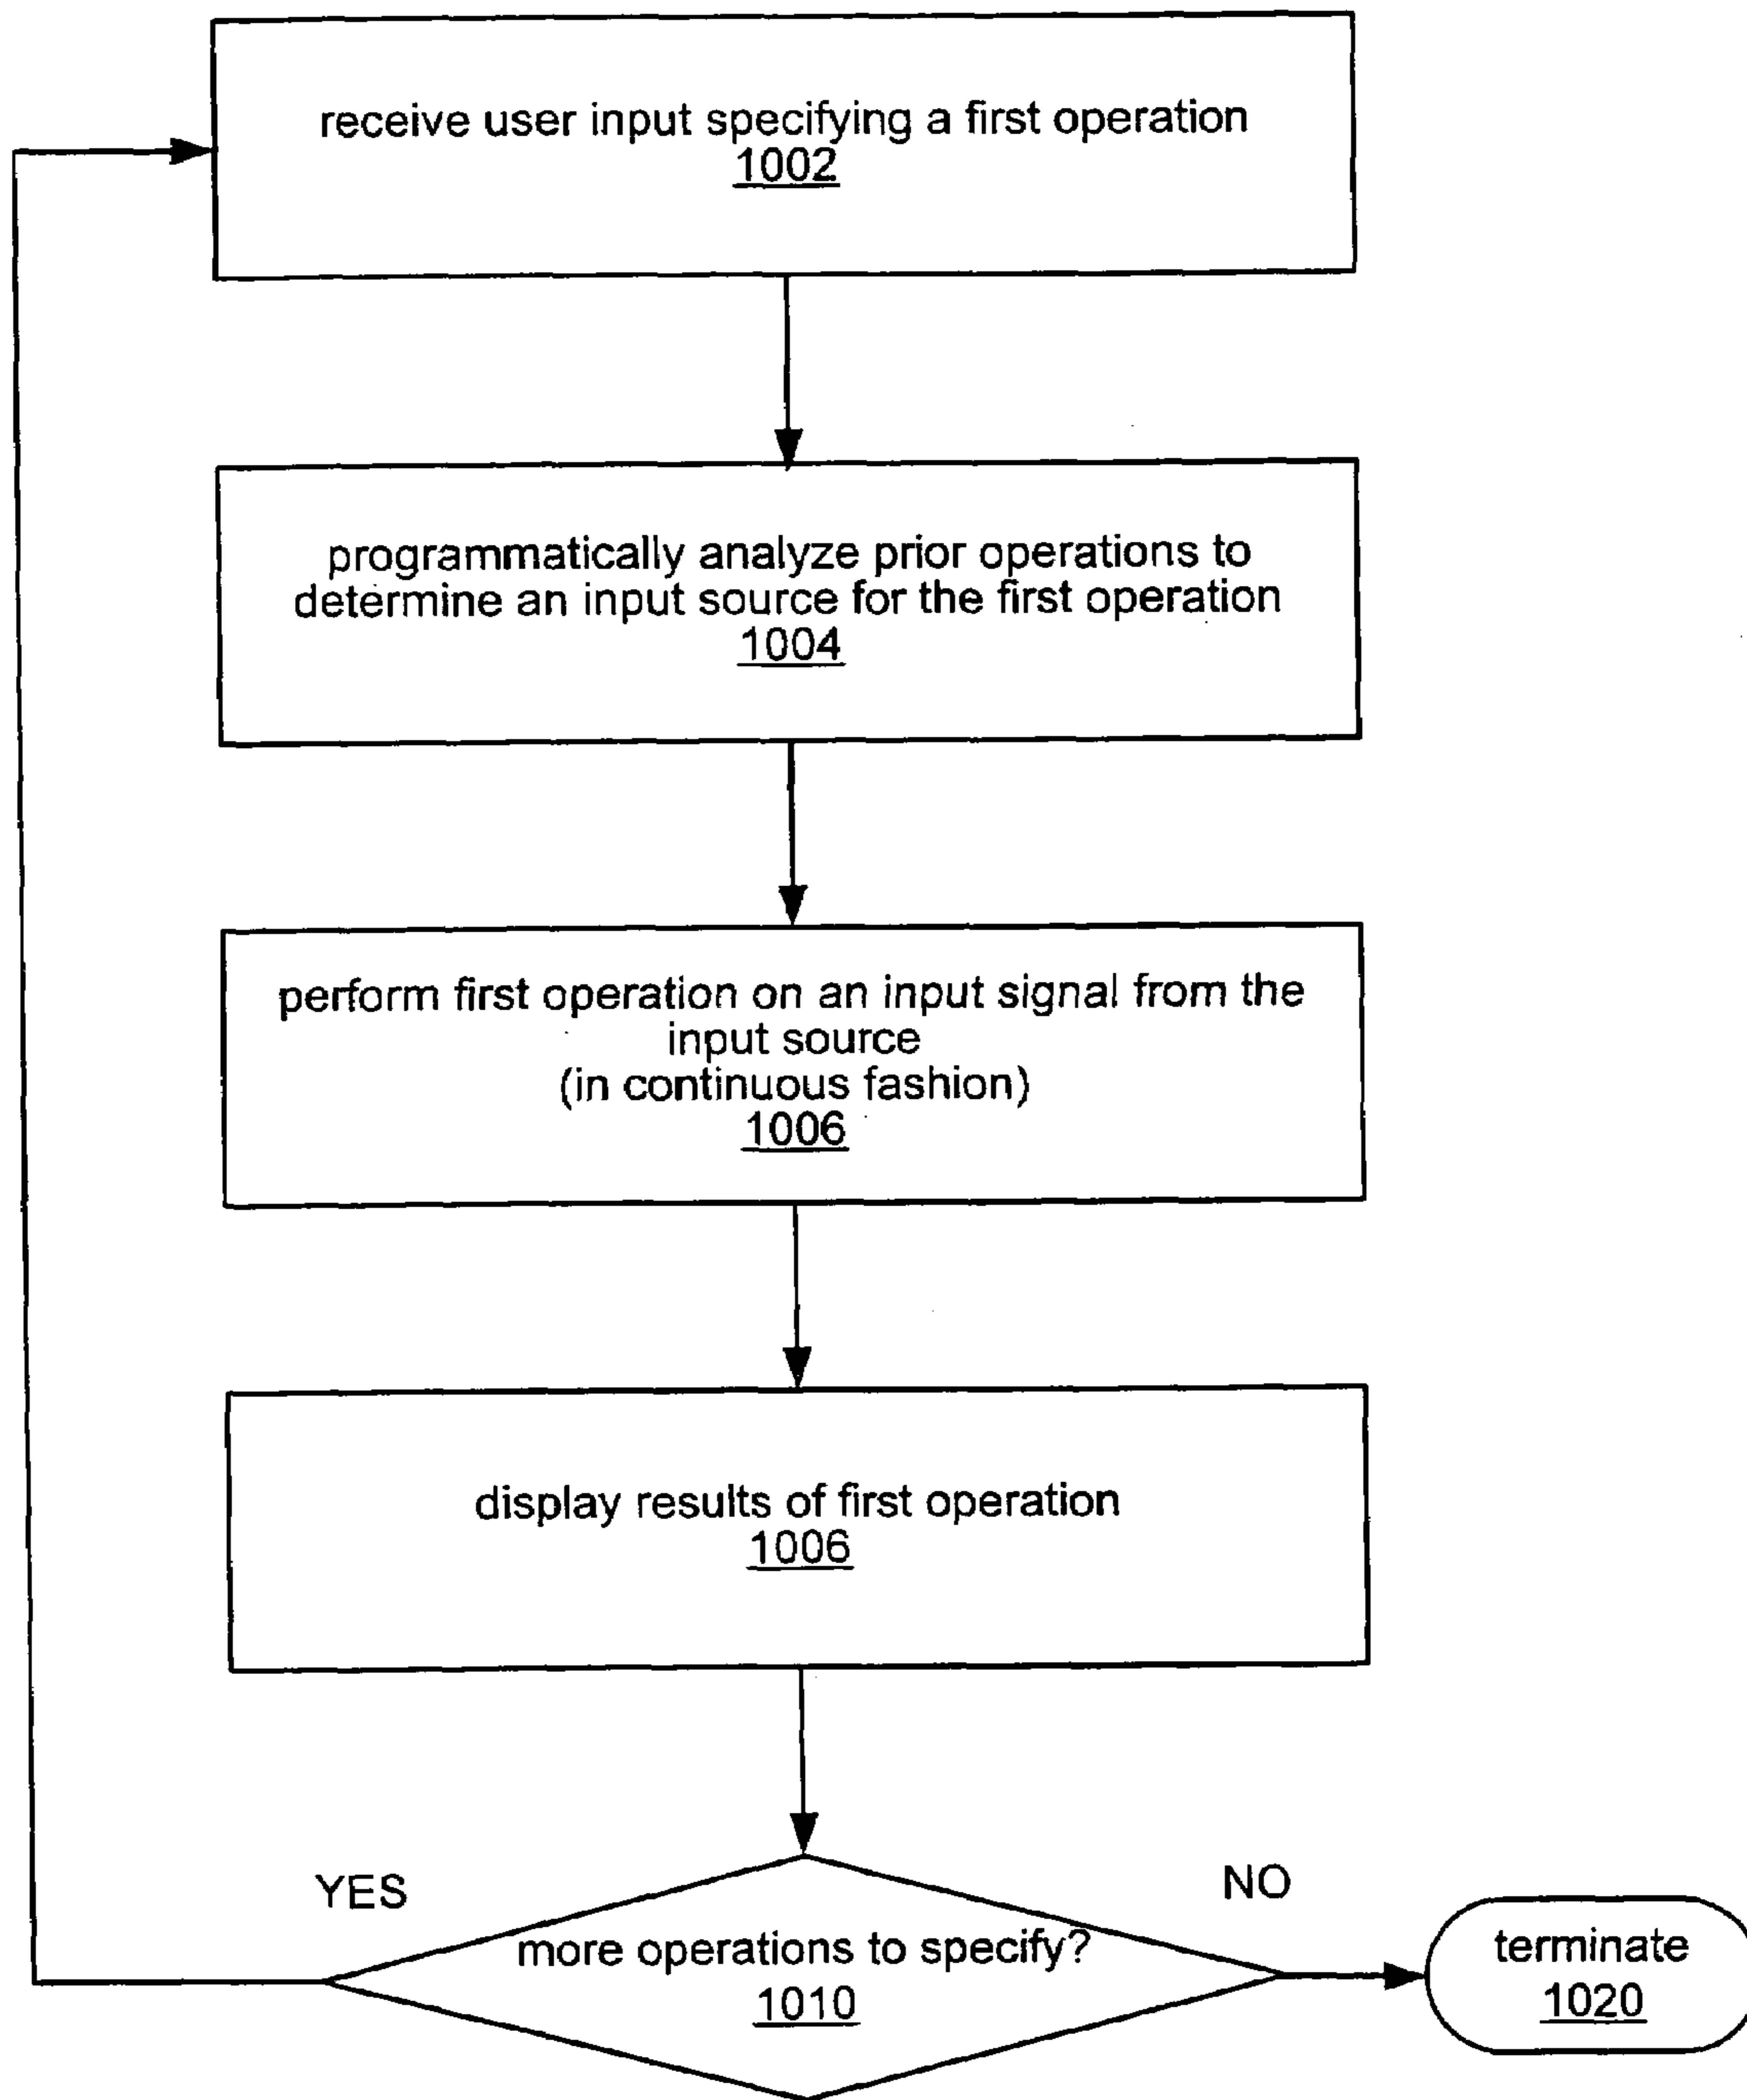 receive user input specifying a first operation
1002
programmatically analyze prior operations to
determine an input source for the first operation
1004
perform first operation on an input signal from the
input source
(in continuous fashion)
1006
display results of first operation
1006
YES
NO
more operations to specify?
1010
terminate
1020